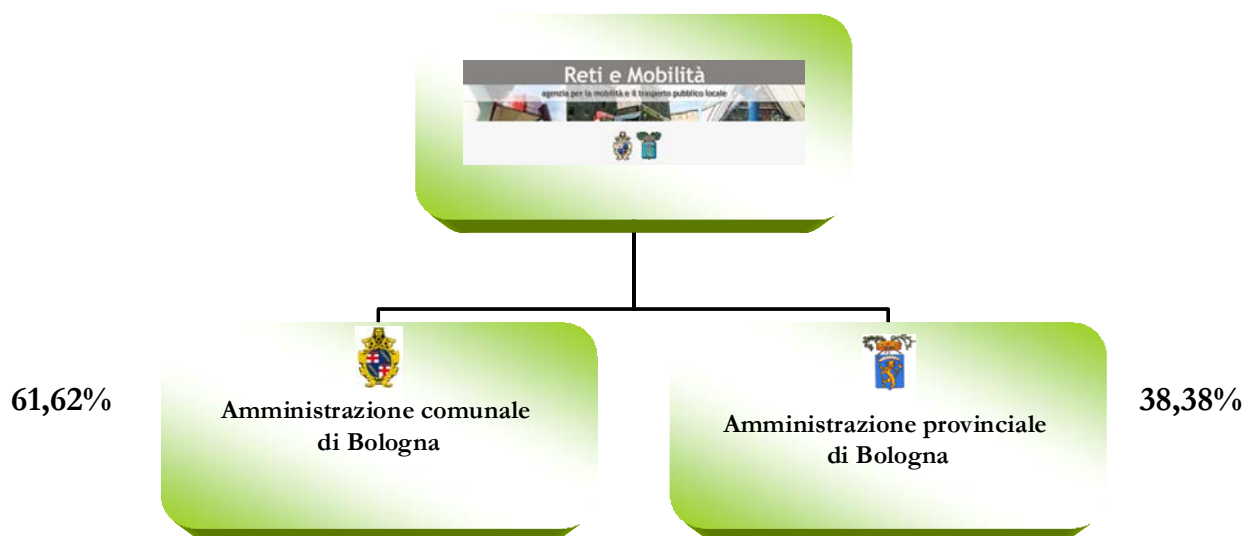 Reti e Mobilità
agenzia per la mobilità e il trasporto pubblico locale
61,62%
Amministrazione comunale
di Bologna
Amministrazione provinciale
di Bologna
38,38%